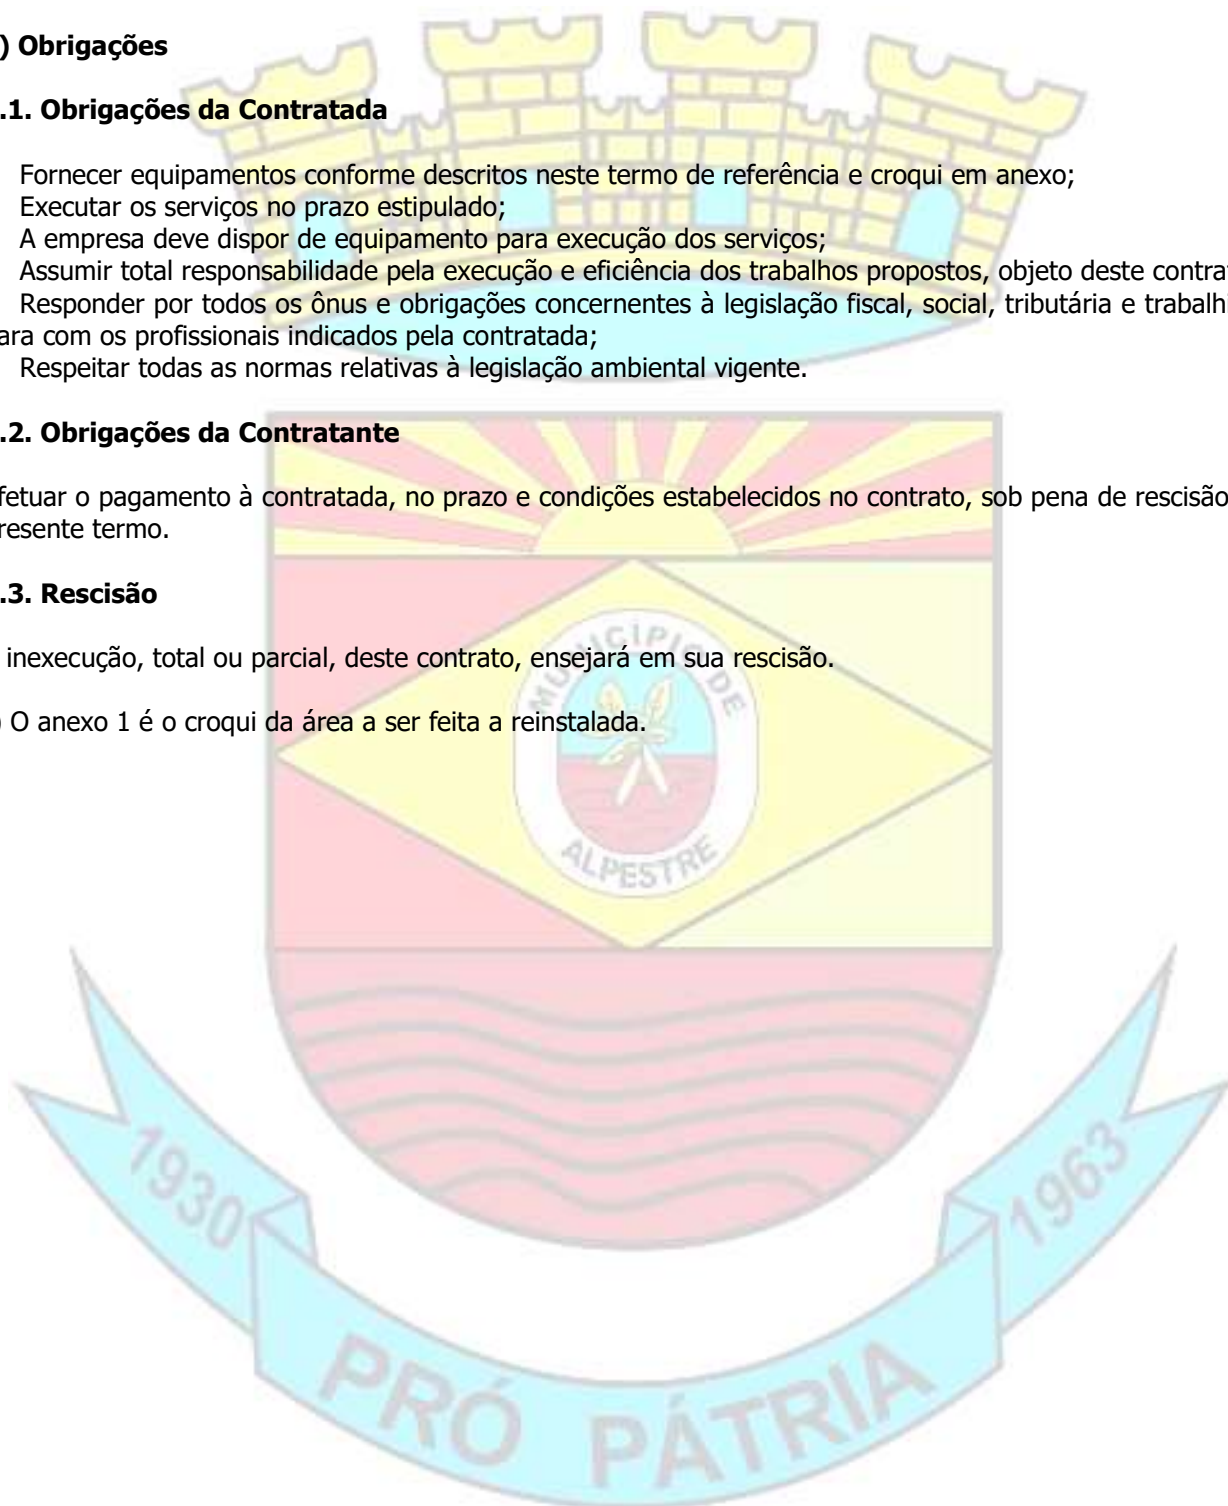 ) Obrigações
.1. Obrigações da Contratada
Fornecer equipamentos conforme descritos neste termo de referência e croqui em anexo;
Executar os serviços no prazo estipulado;
A empresa deve dispor de equipamento para execução dos serviços;
Assumir total responsabilidade pela execução e eficiência dos trabalhos propostos, objeto deste contra
Responder por todos os ônus e obrigações concernentes à legislação fiscal, social, tributária e trabalhi
ara com os profissionais indicados pela contratada;
Respeitar todas as normas relativas à legislação ambiental vigente.
.2. Obrigações da Contratante
fetuar o pagamento à contratada, no prazo e condições estabelecidos no contrato, sob pena de rescisão
resente termo.
.3. Rescisão
inexecução, total ou parcial, deste contrato, ensejará em sua rescisão.
) O anexo 1 é o croqui da área a ser feita a reinstalada.
MUNICÍPIO DE
ALPESTRE
1930
1963
PRÓ PÁTRIA